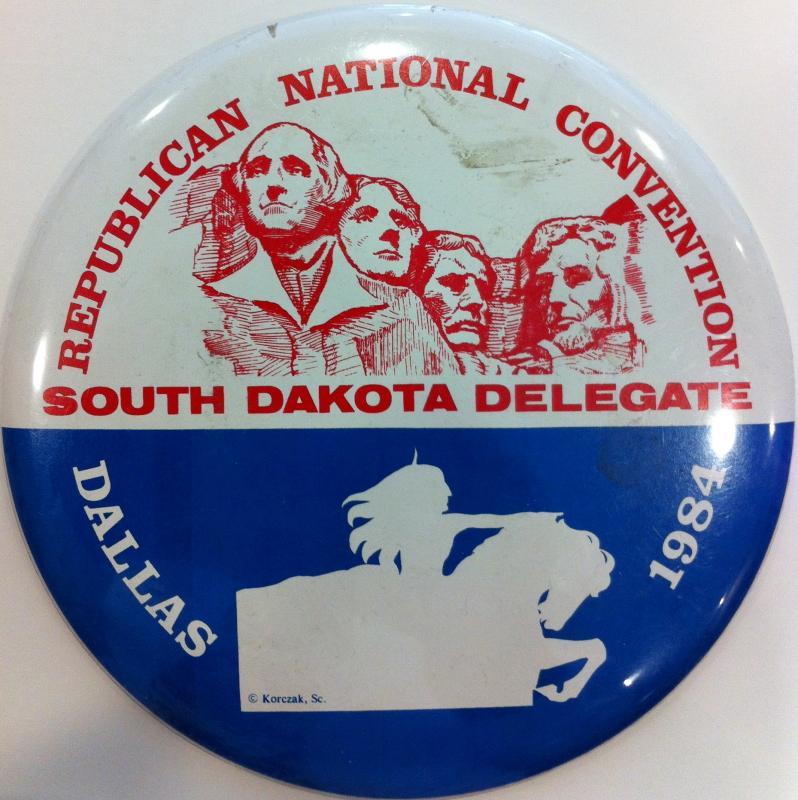 REPUBLICAN NATIONAL CONVENTION
SOUTH DAKOTA DELEGATE
DALLAS 1984
© Korczak, Sc.